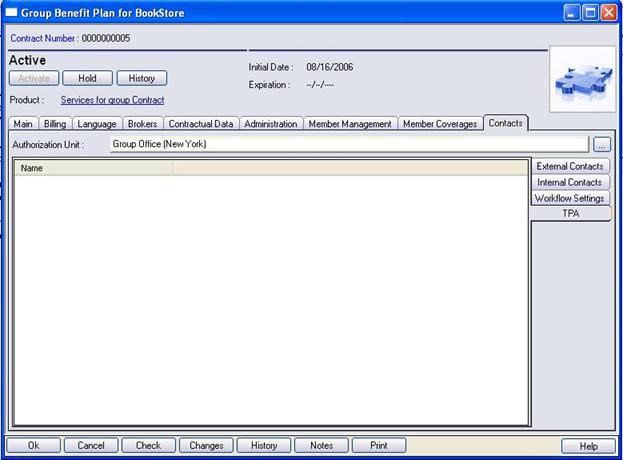 Group Benefit Plan for BookStore
Contract Number : 0000000005
Active
Activate Hold History
Initial Date : 08/16/2006
Expiration : --/--/----
Product : Services for group Contract
Main Billing Language Brokers Contractual Data Administration Member Management Member Coverages Contacts
Authorization Unit : Group Office (New York) ...
Name
External Contacts
Internal Contacts
Workflow Settings
TPA
Ok Cancel Check Changes History Notes Print Help